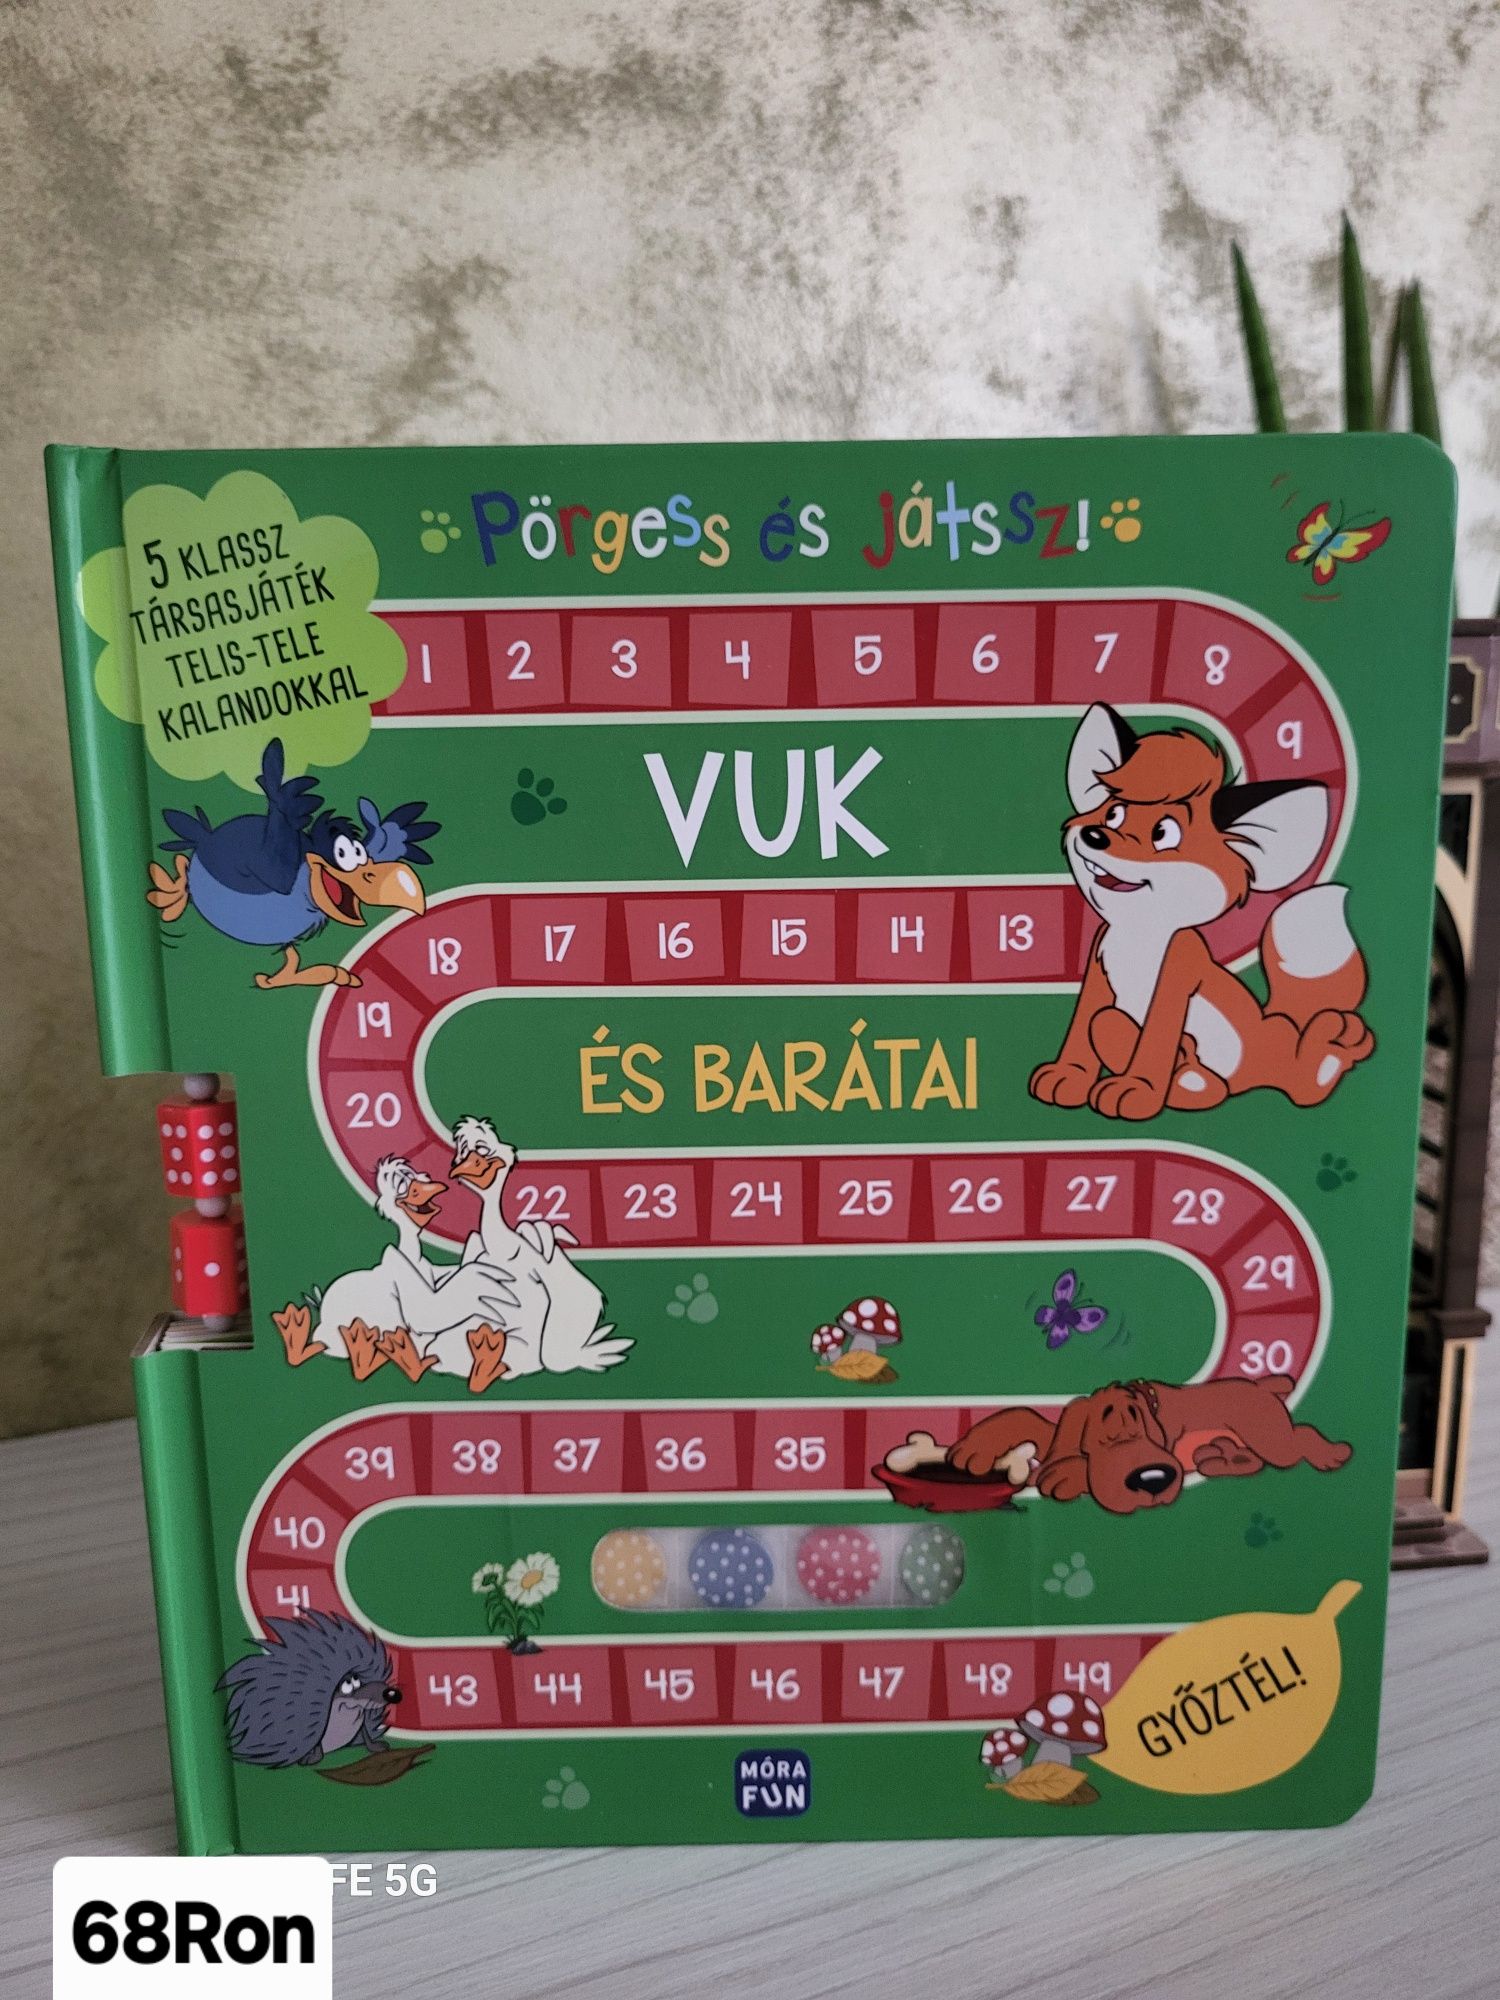 Pörgess és játssz!
5 KLASSZ
TÁRSASJÁTÉK
TELIS-TELE
KALANDOKKAL
1 2 3 4 5 6 7 8
9
VUK
18 17 16 15 14 13
19
ÉS BARÁTAI
20
22 23 24 25 26 27 28
29
30
39 38 37 36 35
40
41
43 44 45 46 47 48 49
GYŐZTÉL!
MÓRA
FUN
FE 5G
68Ron